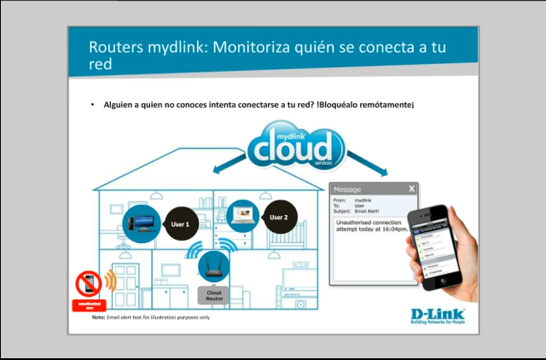 Routers mydlink: Monitoriza quién se conecta a tu
red
• Alguien a quien no conoces intenta conectarse a tu red? !Bloquéalo remótamente¡
mydlink
cloud
services
Message X
From: mydlink
To: User
Subject: Email Alert!
Unauthorised connection
attempt today at 16:04pm.
User 1
User 2
Cloud
Router
unauthorised
user
Note: Email alert text for illustration purposes only
D-Link
Building Networks for People